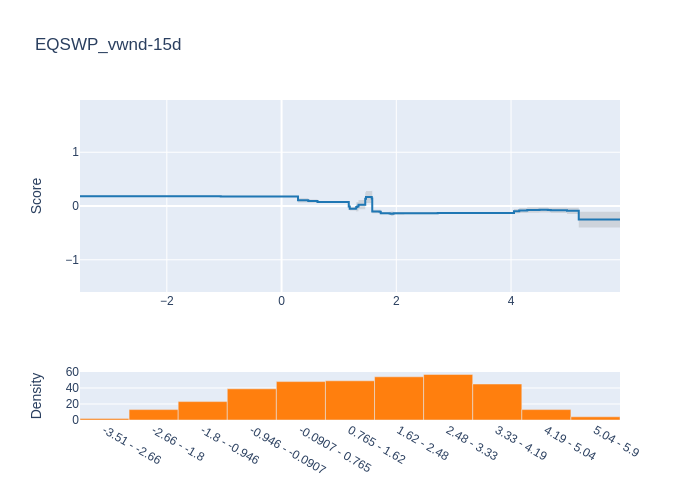 EQSWP_vwnd-15d
Score
1
0
−1
−2
0
2
4
Density
60
40
20
0
-3.51 - -2.66
-2.66 - -1.8
-1.8 - -0.946
-0.946 - -0.0907
-0.0907 - 0.765
0.765 - 1.62
1.62 - 2.48
2.48 - 3.33
3.33 - 4.19
4.19 - 5.04
5.04 - 5.9